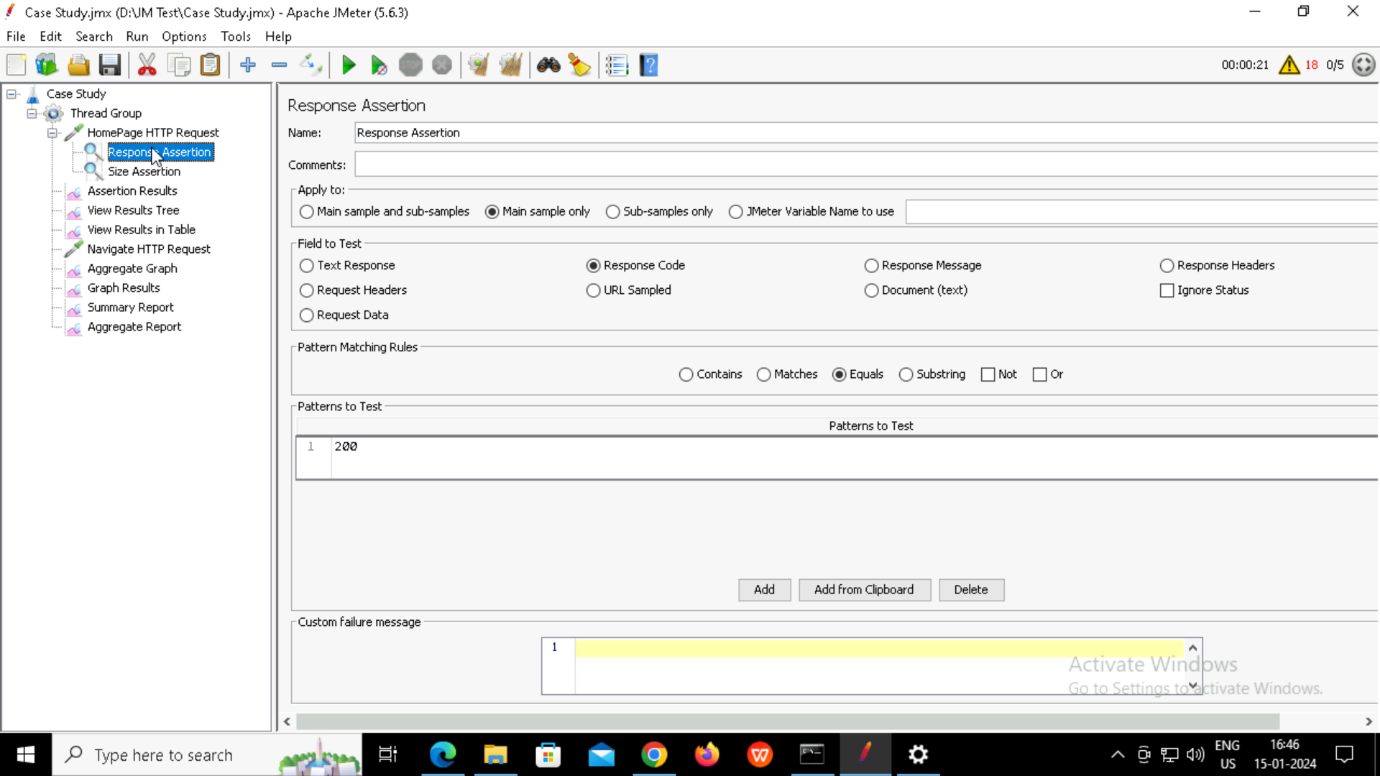 Case Study.jmx (D:\JM Test\Case Study.jmx) - Apache JMeter (5.6.3)
File Edit Search Run Options Tools Help
00:00:21 18 0/5
Case Study
Thread Group
HomePage HTTP Request
Response Assertion
Size Assertion
Assertion Results
View Results Tree
View Results in Table
Navigate HTTP Request
Aggregate Graph
Graph Results
Summary Report
Aggregate Report
Response Assertion
Name: Response Assertion
Comments:
Apply to:
Main sample and sub-samples Main sample only Sub-samples only JMeter Variable Name to use
Field to Test
Text Response Response Code Response Message Response Headers
Request Headers URL Sampled Document (text) Ignore Status
Request Data
Pattern Matching Rules
Contains Matches Equals Substring Not Or
Patterns to Test
Patterns to Test
1 200
Add Add from Clipboard Delete
Custom failure message
1
Activate Windows
Go to Settings to activate Windows.
Type here to search
ENG 16:46
US 15-01-2024